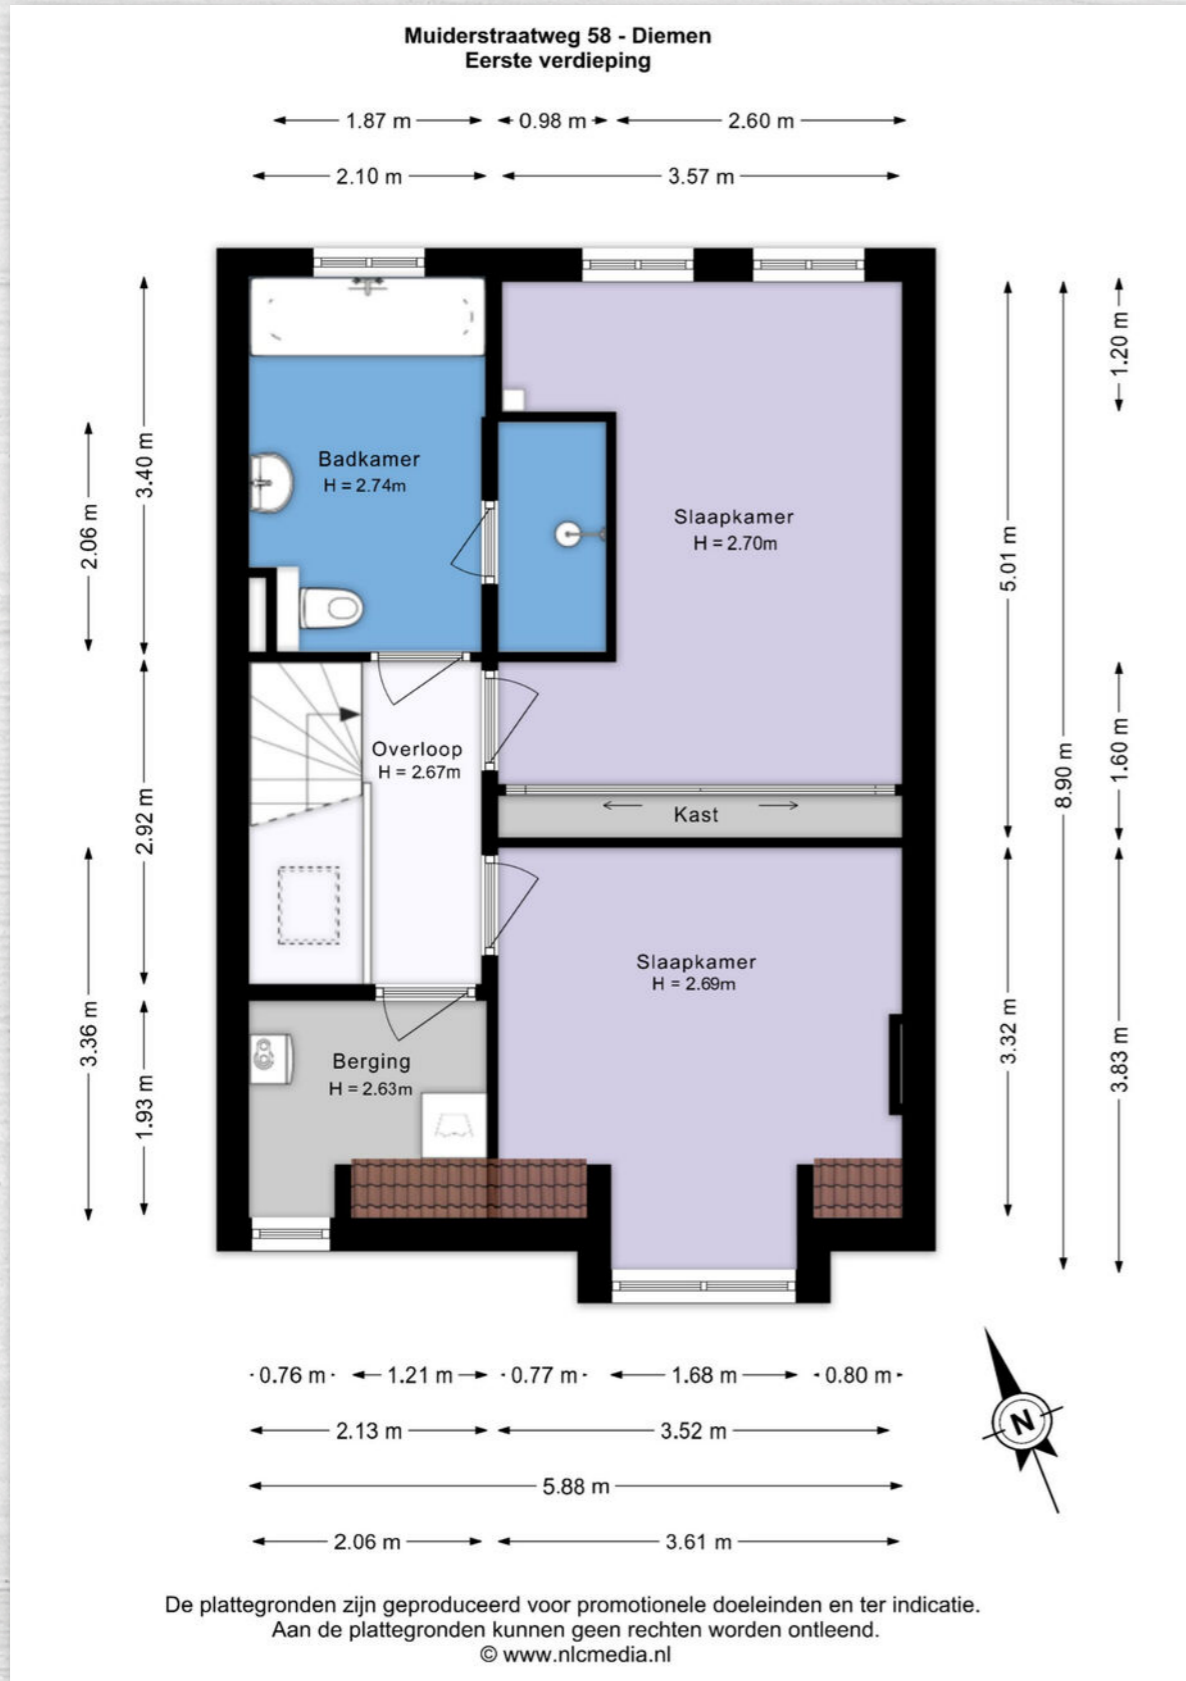 Muiderstraatweg 58 - Diemen
Eerste verdieping
1.87 m 0.98 m 2.60 m
2.10 m 3.57 m
3.40 m
2.06 m
2.92 m
3.36 m
1.93 m
Badkamer
H = 2.74m
Slaapkamer
H = 2.70m
Overloop
H = 2.67m
Kast
Slaapkamer
H = 2.69m
Berging
H = 2.63m
1.20 m
5.01 m
8.90 m
1.60 m
3.32 m
3.83 m
0.76 m 1.21 m 0.77 m 1.68 m 0.80 m
2.13 m 3.52 m
5.88 m
2.06 m 3.61 m
N
De plattegronden zijn geproduceerd voor promotionele doeleinden en ter indicatie.
Aan de plattegronden kunnen geen rechten worden ontleend.
© www.nlcmedia.nl